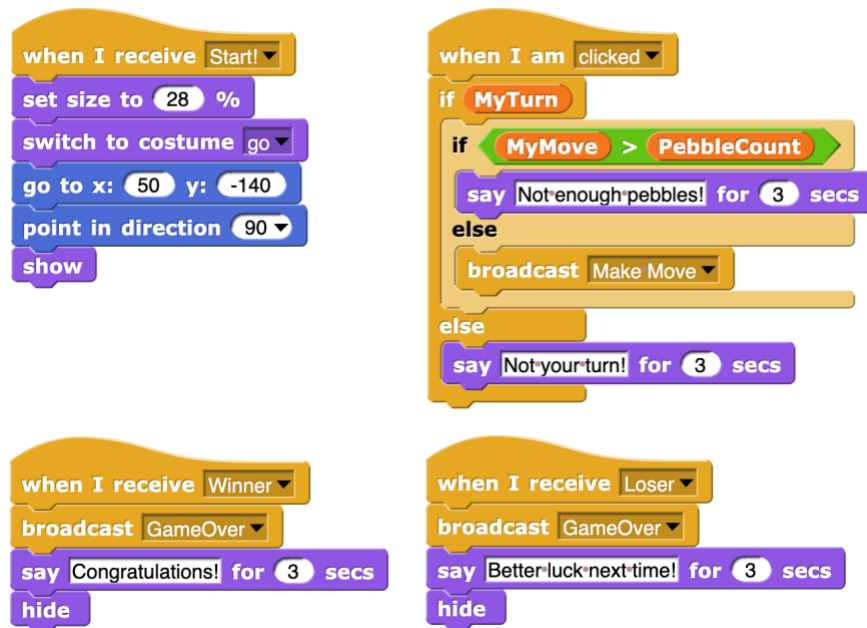 when I receive Start!
set size to 28 %
switch to costume go
go to x: 50 y: -140
point in direction 90
show
when I am clicked
if MyTurn
if MyMove > PebbleCount
say Not enough pebbles! for 3 secs
else
broadcast Make Move
else
say Not your turn! for 3 secs
when I receive Winner
broadcast GameOver
say Congratulations! for 3 secs
hide
when I receive Loser
broadcast GameOver
say Better luck next time! for 3 secs
hide